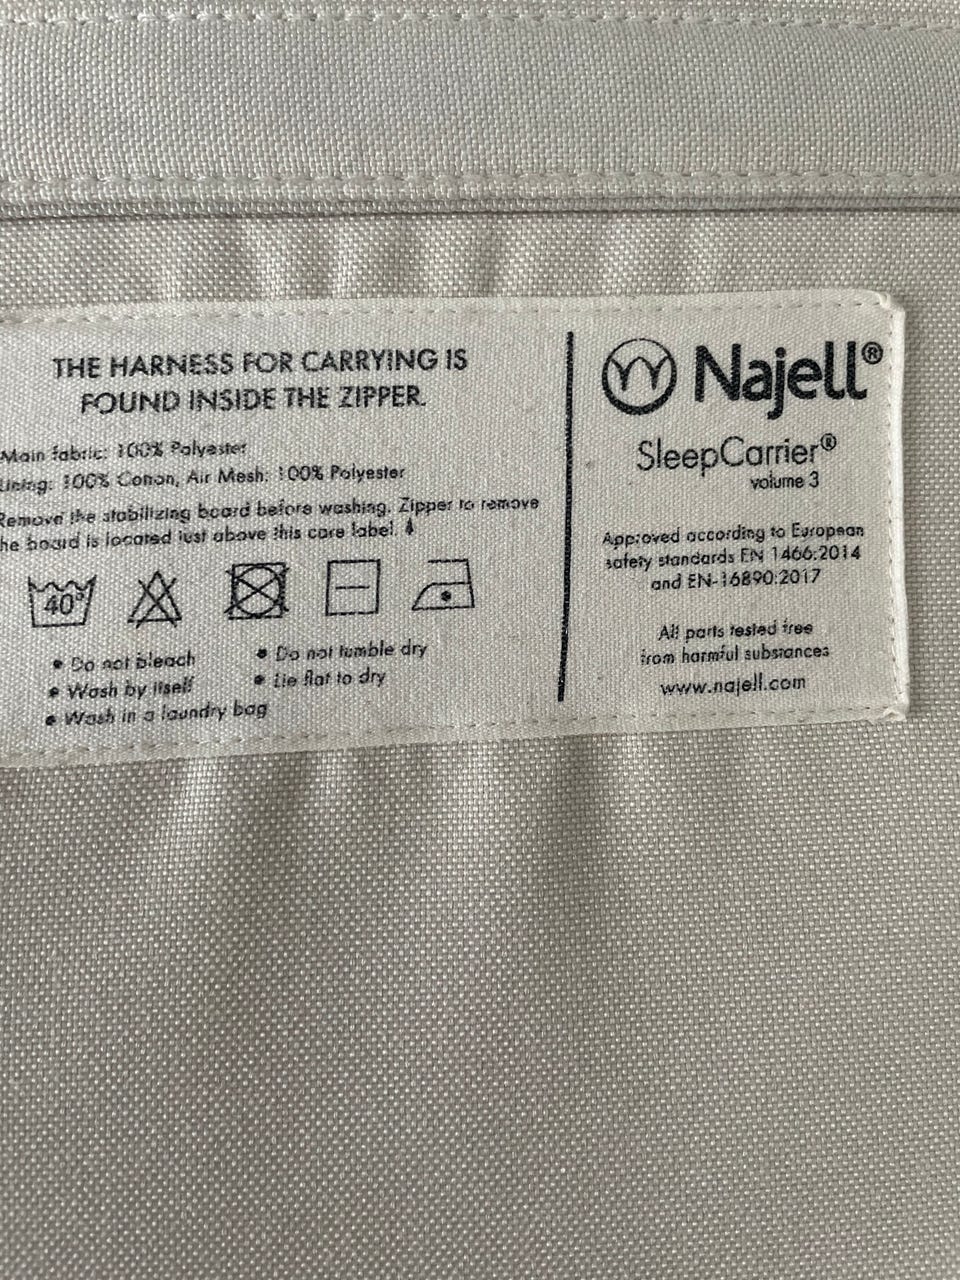 THE HARNESS FOR CARRYING IS
FOUND INSIDE THE ZIPPER.
Main fabric: 100% Polyester
Lining: 100% Cotton, Air Mesh: 100% Polyester
Remove the stabilizing board before washing. Zipper to remove
the board is located just above this care label.
40°
• Do not bleach
• Wash by itself
• Wash in a laundry bag
• Do not tumble dry
• Lie flat to dry
Najell®
SleepCarrier®
volume 3
Approved according to European
safety standards EN 1466:2014
and EN-16890:2017
All parts tested free
from harmful substances
www.najell.com